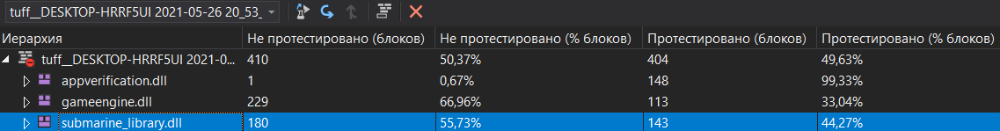 tuff__DESKTOP-HRRF5UI 2021-05-26 20_53_
Иерархия Не протестировано (блоков) Не протестировано (% блоков) Протестировано (блоков) Протестировано (% блоков)
tuff__DESKTOP-HRRF5UI 2021-0... 410 50,37% 404 49,63%
appverification.dll 1 0,67% 148 99,33%
gameengine.dll 229 66,96% 113 33,04%
submarine_library.dll 180 55,73% 143 44,27%